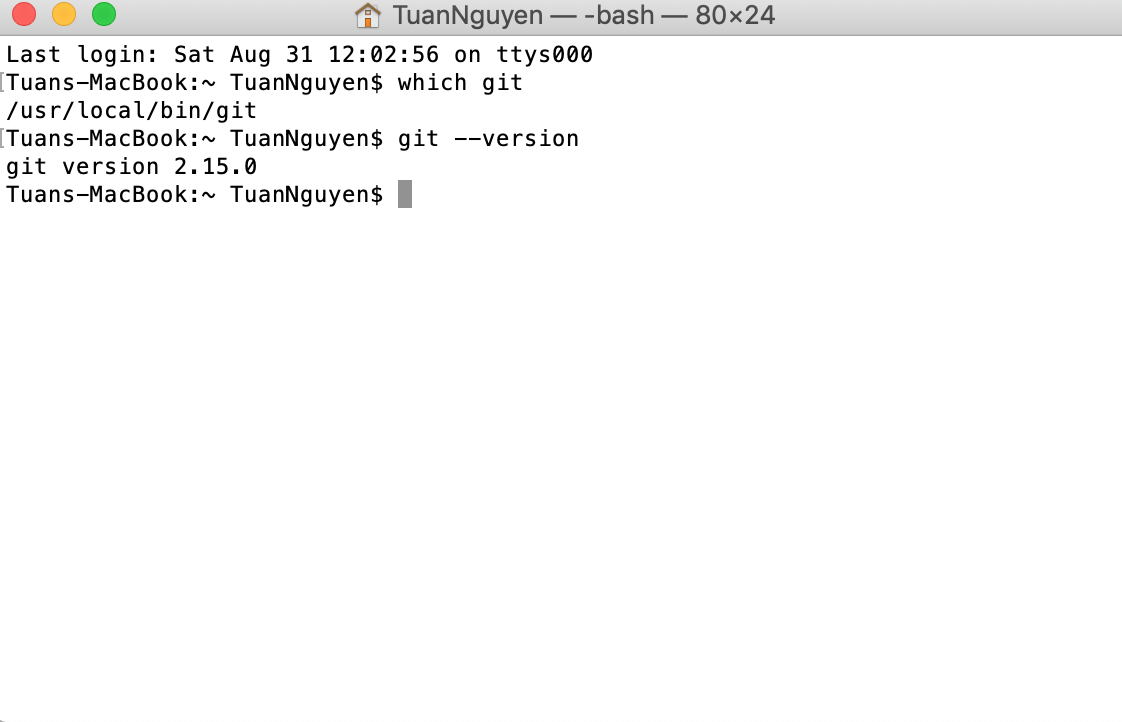 TuanNguyen — -bash — 80×24
Last login: Sat Aug 31 12:02:56 on ttys000
[Tuans-MacBook:~ TuanNguyen$ which git
/usr/local/bin/git
[Tuans-MacBook:~ TuanNguyen$ git --version
git version 2.15.0
Tuans-MacBook:~ TuanNguyen$